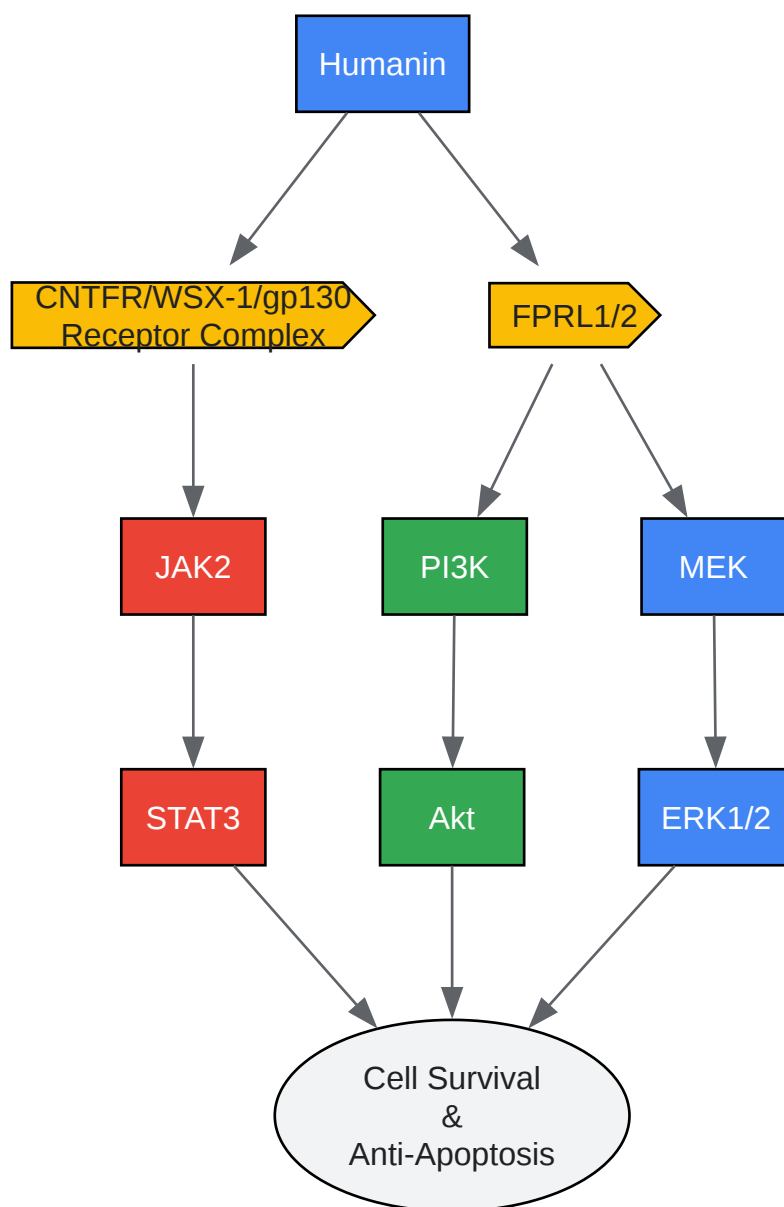 Humanin
CNTFR/WSX-1/gp130
Receptor Complex
FPRL1/2
JAK2
PI3K
MEK
STAT3
Akt
ERK1/2
Cell Survival
&
Anti-Apoptosis